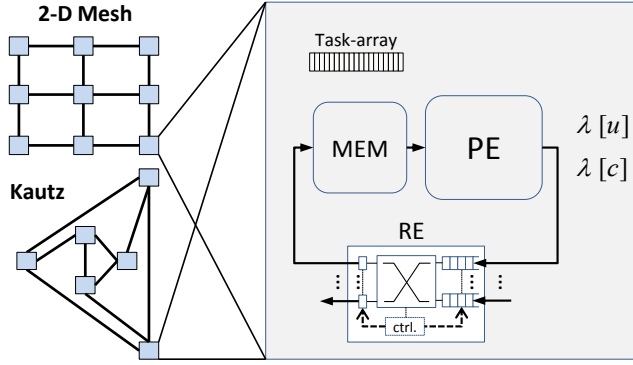 2-D Mesh
Kautz
Task-array
MEM
PE
λ [u]
λ [c]
RE
ctrl.